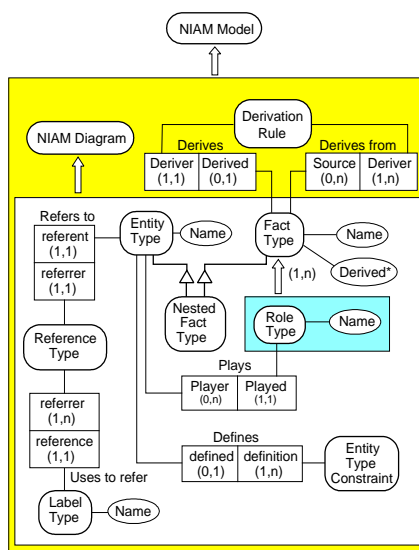 NIAM Model
NIAM Diagram
Derivation
Rule
Derives
Derives from
Deriver
(1,1)
Derived
(0,1)
Source
(0,n)
Deriver
(1,n)
Refers to
referent
(1,1)
referrer
(1,1)
Entity
Type
Name
Fact
Type
Name
Derived*
(1,n)
Nested
Fact
Type
Role
Type
Name
Reference
Type
Plays
Player
(0,n)
Played
(1,1)
referrer
(1,n)
reference
(1,1)
Defines
defined
(0,1)
definition
(1,n)
Entity
Type
Constraint
Uses to refer
Label
Type
Name